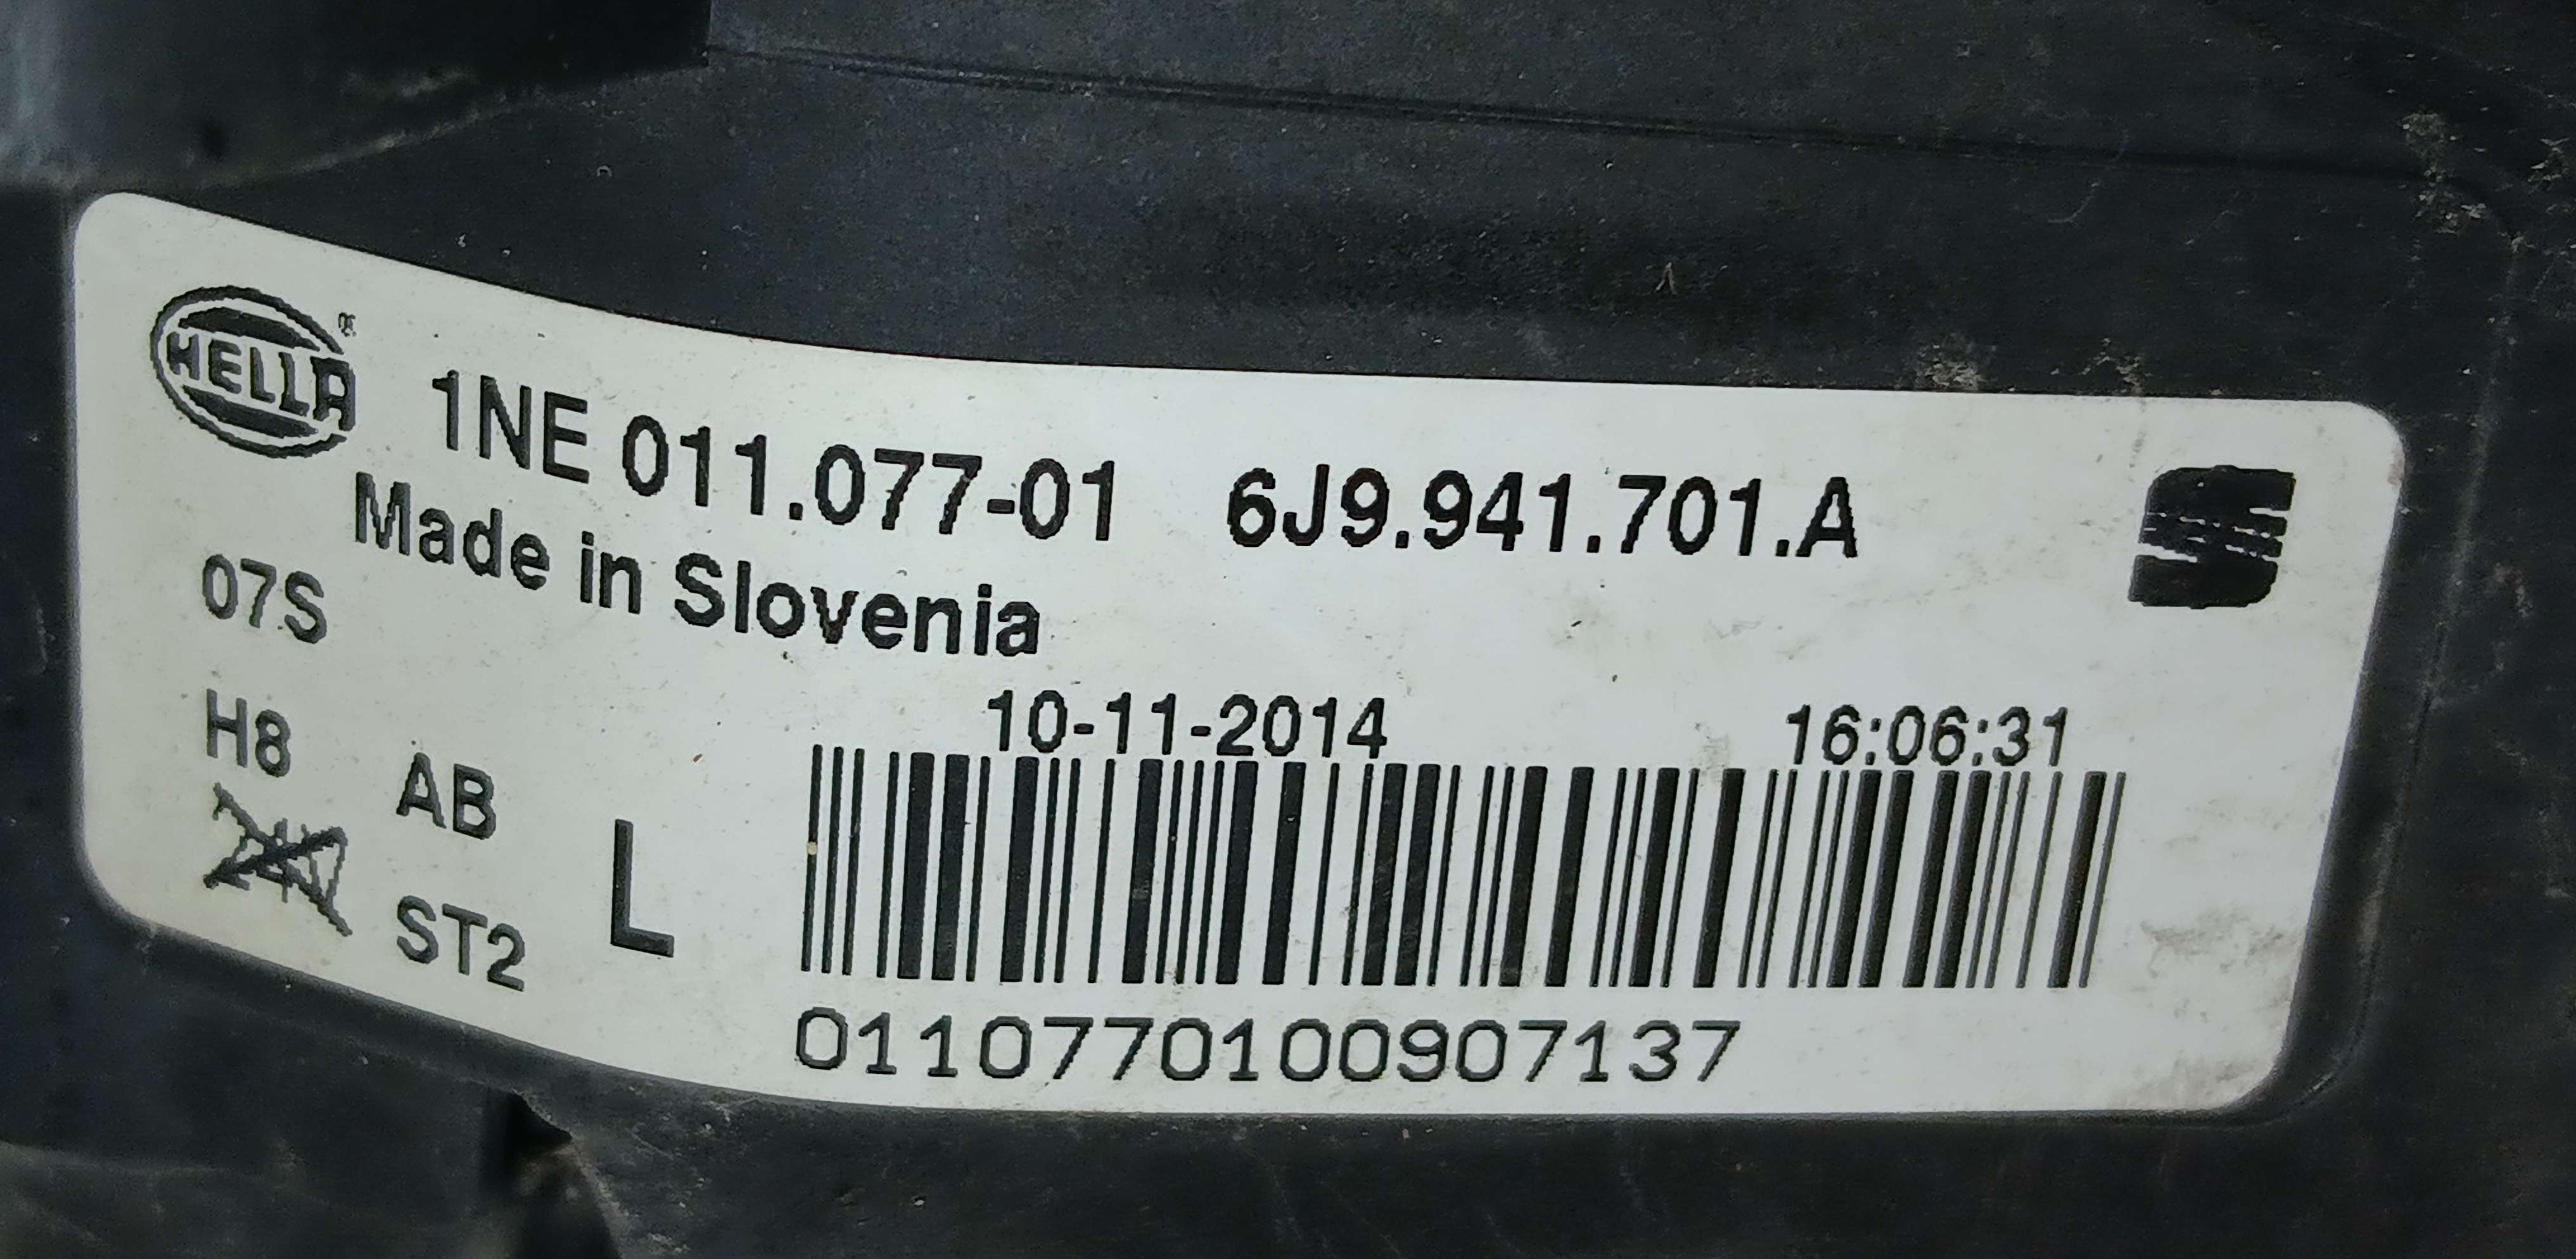 HELLA ®
1NE 011.077-01 6J9.941.701.A
Made in Slovenia
07S
10-11-2014 16:06:31
H8 AB
ST2 L
0110770100907137